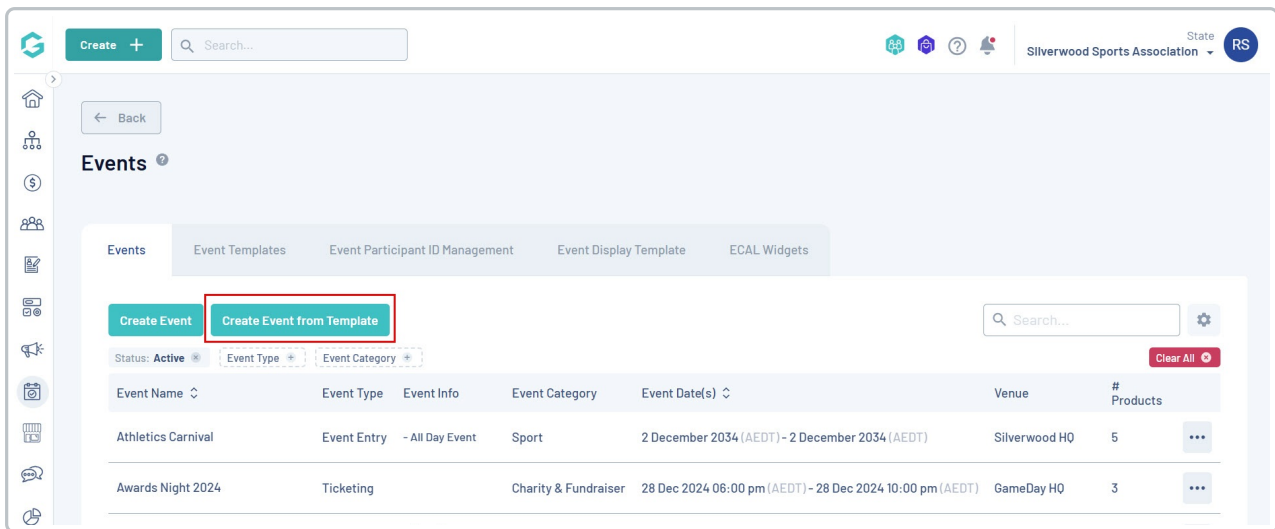 Create +
Search...
State
Silverwood Sports Association
RS
← Back
Events
Events Event Templates Event Participant ID Management Event Display Template ECAL Widgets
Create Event Create Event from Template Search...
Status: Active Event Type + Event Category + Clear All
Event Name Event Type Event Info Event Category Event Date(s) Venue # Products
Athletics Carnival Event Entry - All Day Event Sport 2 December 2034 (AEDT) - 2 December 2034 (AEDT) Silverwood HQ 5
Awards Night 2024 Ticketing Charity & Fundraiser 28 Dec 2024 06:00 pm (AEDT) - 28 Dec 2024 10:00 pm (AEDT) GameDay HQ 3